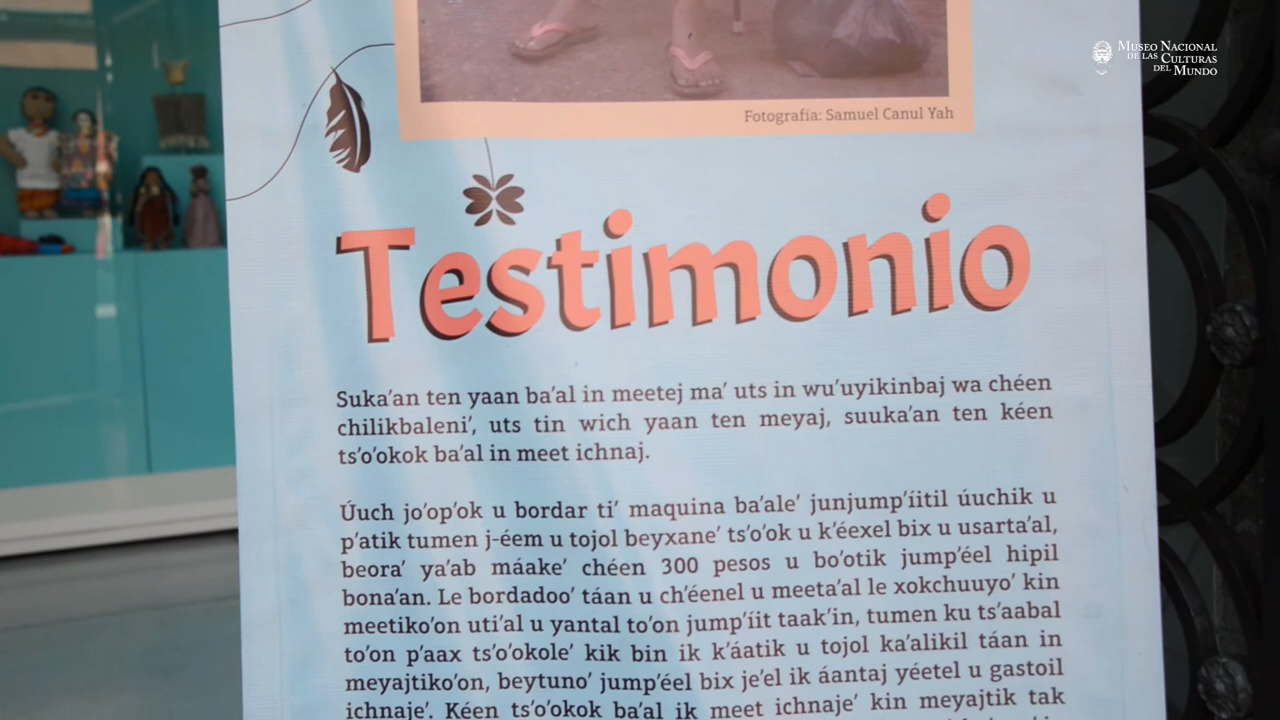 Museo Nacional
de las Culturas
del Mundo
Fotografía: Samuel Canul Yah
Testimonio
Suka’an ten yaan ba’al in meetej ma’ uts in wu’uyikinbaj wa chéen
chilikbaleni’, uts tin wich yaan ten meyaj, suuka’an ten kéen
ts’o’okok ba’al in meet ichnaj.
Úuch jo’op’ok u bordar ti’ maquina ba’ale’ junjump’íitil úuchik u
p’atik tumen j-éem u tojol beyxane’ ts’o’ok u k’éexel bix u usarta’al,
beora’ ya’ab máake’ chéen 300 pesos u bo’otik jump’éel hipil
bona’an. Le bordadoo’ táan u ch’éenel u meeta’al le xokchuuyo’ kin
meetiko’on uti’al u yantal to’on jump’íit taak’in, tumen ku ts’aabal
to’on p’aax ts’o’okole’ kik bin ik k’áatik u tojol ka’alikil táan in
meyajtiko’on, beytuno’ jump’éel bix je’el ik áantaj yéetel u gastoil
ichnaje’. Kéen ts’o’okok ba’al ik meet ichnaje’ kin meyajtik tak